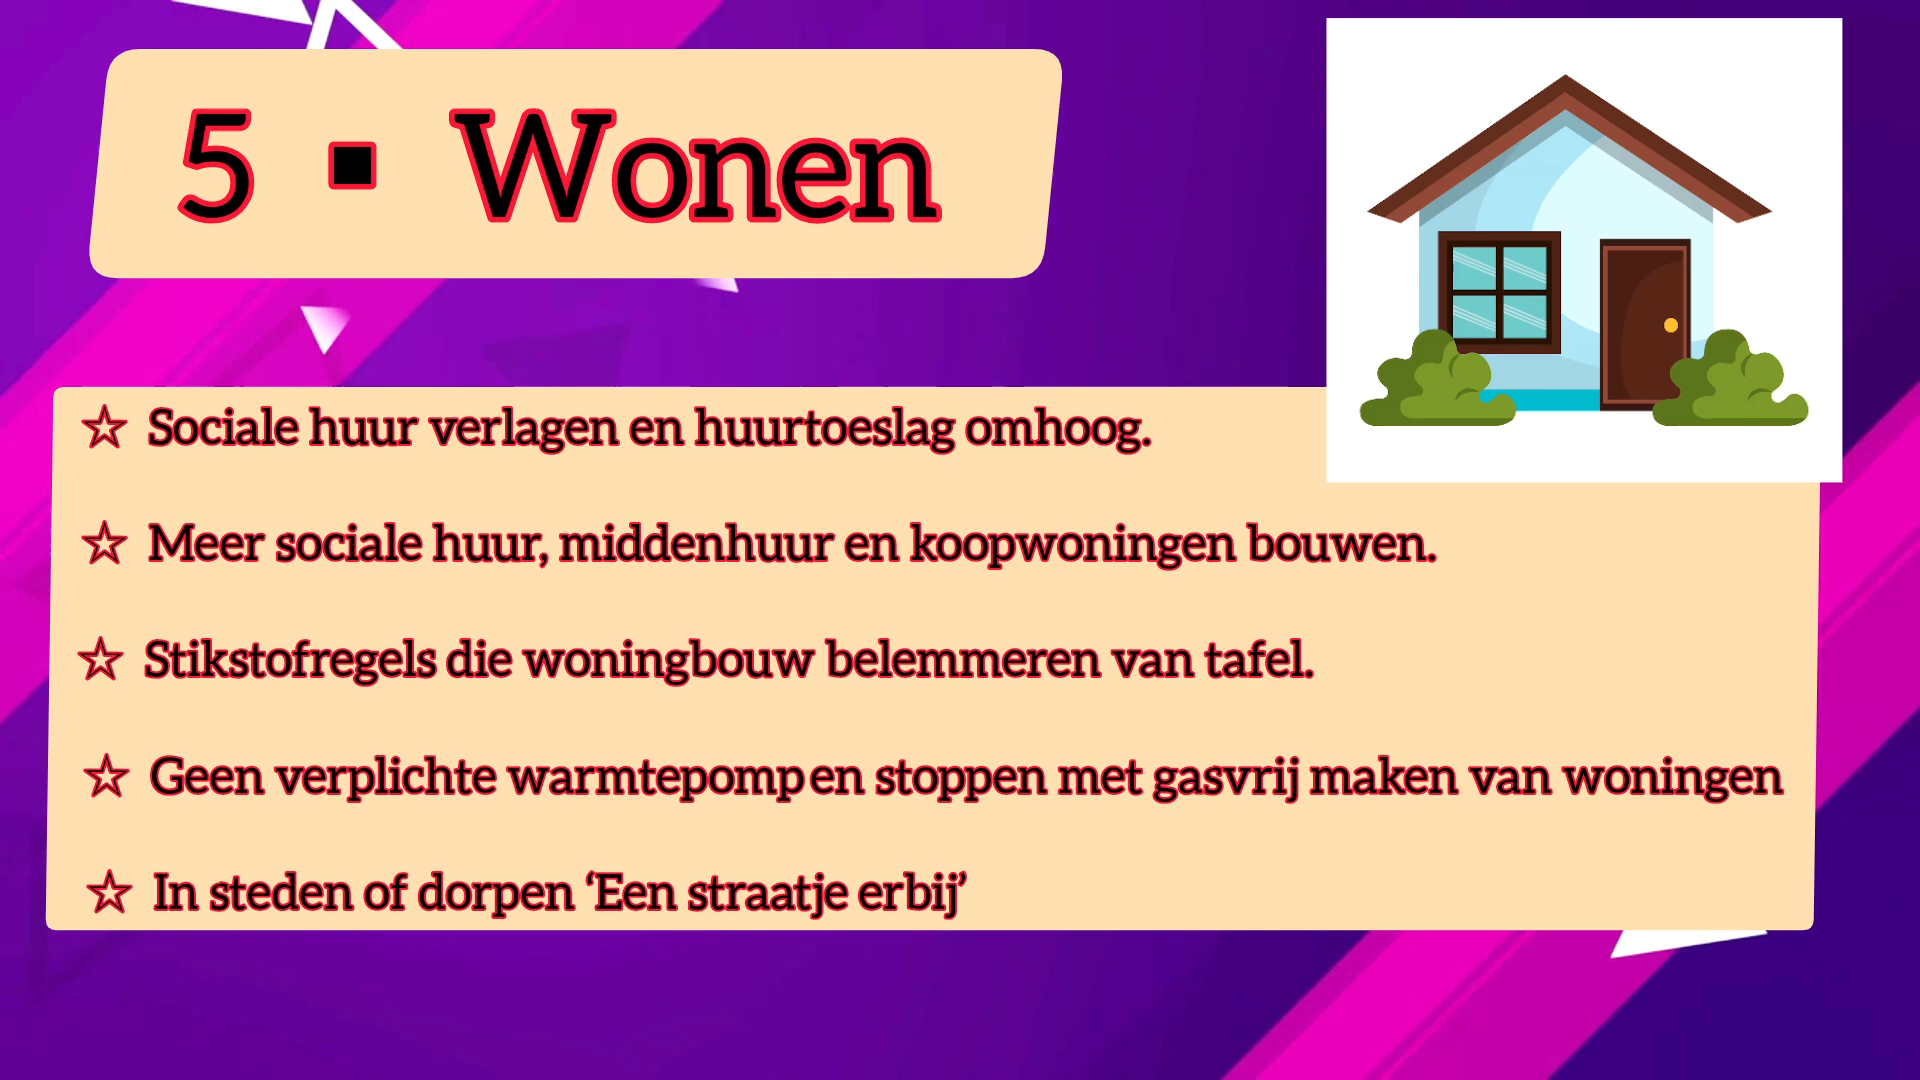 5 ▪ Wonen
☆ Sociale huur verlagen en huurtoeslag omhoog.
☆ Meer sociale huur, middenhuur en koopwoningen bouwen.
☆ Stikstofregels die woningbouw belemmeren van tafel.
☆ Geen verplichte warmtepomp en stoppen met gasvrij maken van woningen
☆ In steden of dorpen ‘Een straatje erbij’